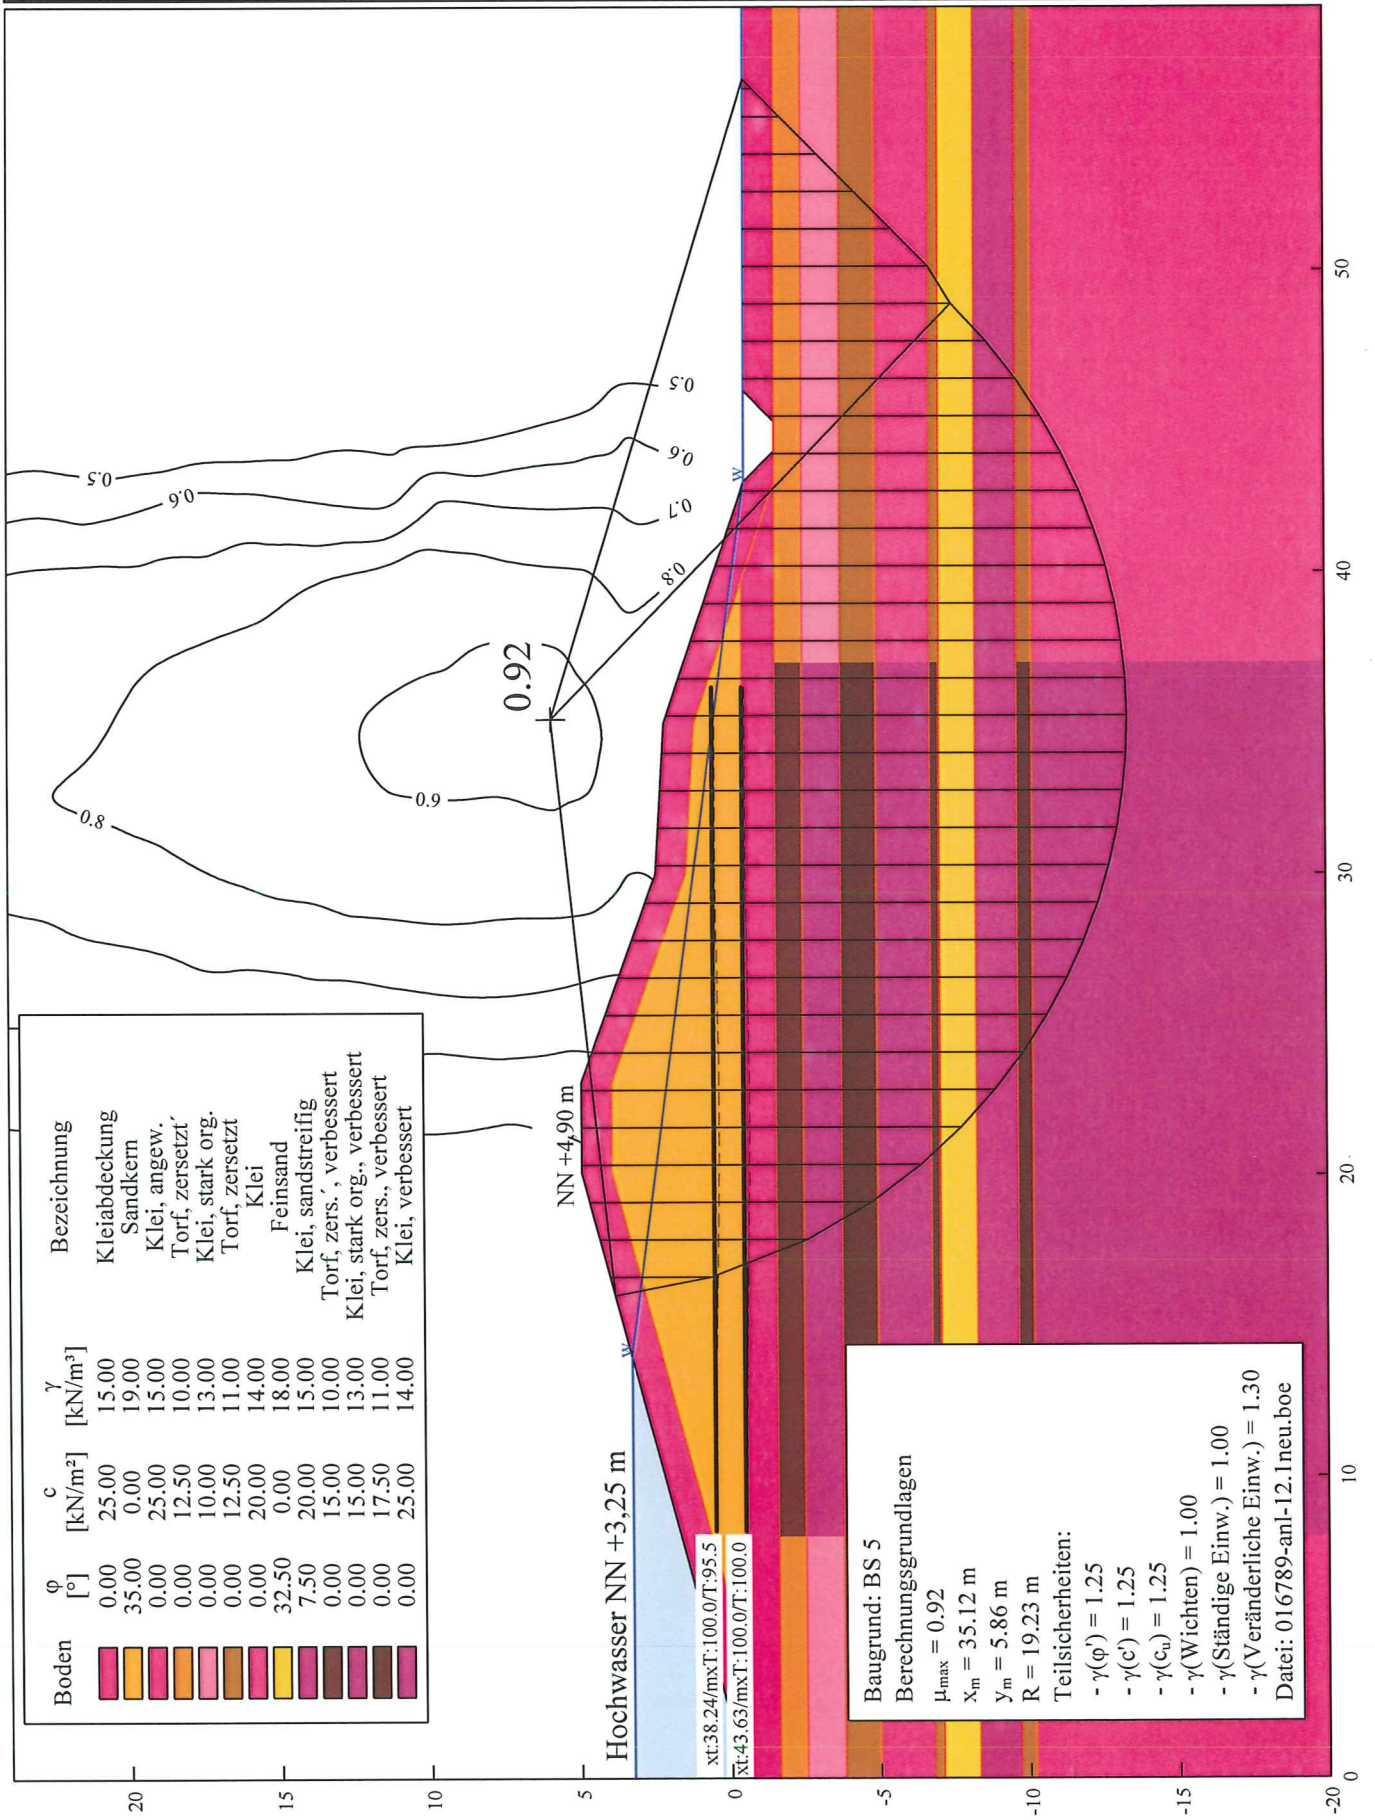 Boden φ c γ Bezeichnung
[°] [kN/m²] [kN/m³]
0.00 25.00 15.00 Kleiabdeckung
35.00 0.00 19.00 Sandkern
0.00 25.00 15.00 Klei, angew.
0.00 12.50 10.00 Torf, zersetzt´
0.00 10.00 13.00 Klei, stark org.
0.00 12.50 11.00 Torf, zersetzt
0.00 20.00 14.00 Klei
32.50 0.00 18.00 Feinsand
7.50 20.00 15.00 Klei, sandstreifig
0.00 15.00 10.00 Torf, zers.´, verbessert
0.00 15.00 13.00 Klei, stark org., verbessert
0.00 17.50 11.00 Torf, zers., verbessert
0.00 25.00 14.00 Klei, verbessert
0.5
0.6
0.8
0.9
0.92
0.5
0.6
0.7
0.8
NN +4,90 m
Hochwasser NN +3,25 m
w
w
xt:38.24/mxT:100.0/T:95.5
xt:43.63/mxT:100.0/T:100.0
Baugrund: BS 5
Berechnungsgrundlagen
μmax = 0.92
xm = 35.12 m
ym = 5.86 m
R = 19.23 m
Teilsicherheiten:
- γ(φ') = 1.25
- γ(c') = 1.25
- γ(cu) = 1.25
- γ(Wichten) = 1.00
- γ(Ständige Einw.) = 1.00
- γ(Veränderliche Einw.) = 1.30
Datei: 016789-anl-12.1neu.boe
20
15
10
5
0
-5
-10
-15
-20
0 10 20 30 40 50